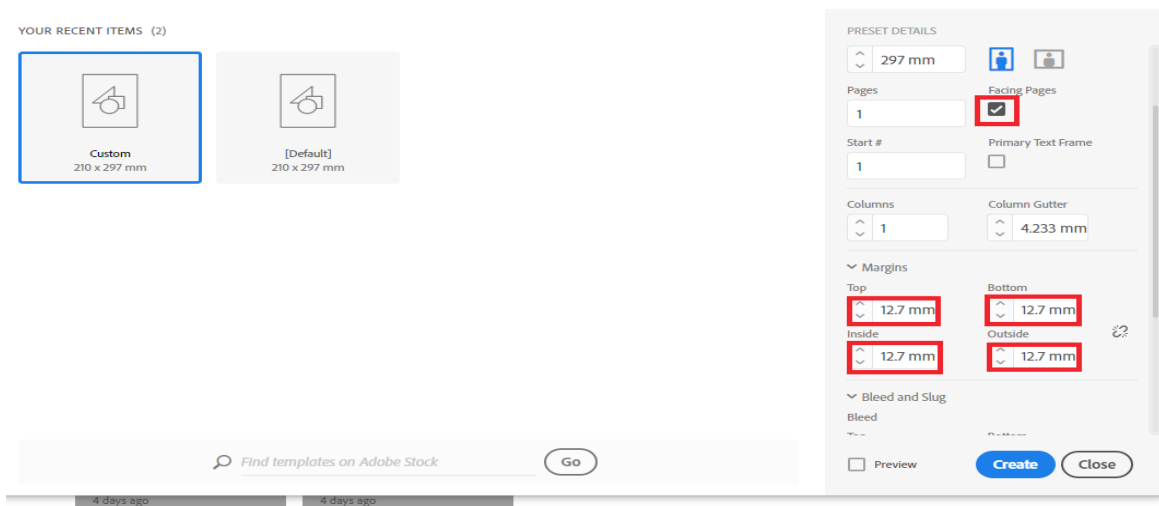 YOUR RECENT ITEMS (2)
Custom
210 x 297 mm
[Default]
210 x 297 mm
Find templates on Adobe Stock
Go
4 days ago
4 days ago
PRESET DETAILS
297 mm
Pages
Facing Pages
1
Start #
Primary Text Frame
1
Columns
Column Gutter
1
4.233 mm
Margins
Top
Bottom
12.7 mm
12.7 mm
Inside
Outside
12.7 mm
12.7 mm
Bleed and Slug
Bleed
Preview
Create
Close